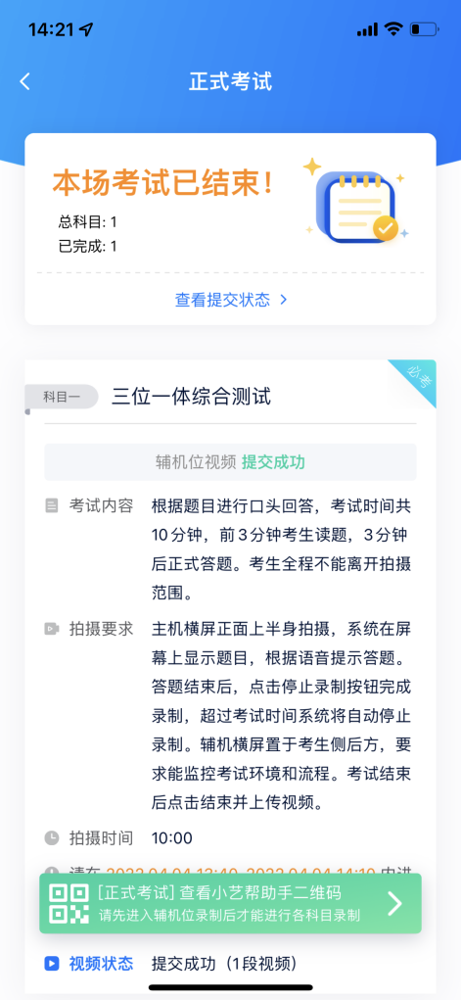 14:21
正式考试
本场考试已结束！
总科目: 1
已完成: 1
查看提交状态
必考
科目一
三位一体综合测试
辅机位视频 提交成功
考试内容 根据题目进行口头回答，考试时间共
10分钟，前3分钟考生读题，3分钟
后正式答题。考生全程不能离开拍摄
范围。
拍摄要求 主机横屏正面上半身拍摄，系统在屏
幕上显示题目，根据语音提示答题。
答题结束后，点击停止录制按钮完成
录制，超过考试时间系统将自动停止
录制。辅机横屏置于考生侧后方，要
求能监控考试环境和流程。考试结束
后点击结束并上传视频。
拍摄时间 10:00
请在 2022.04.04 13:40-2022.04.04 14:10 内进
[正式考试] 查看小艺帮助手二维码
请先进入辅机位录制后才能进行各科目录制
视频状态 提交成功（1段视频）